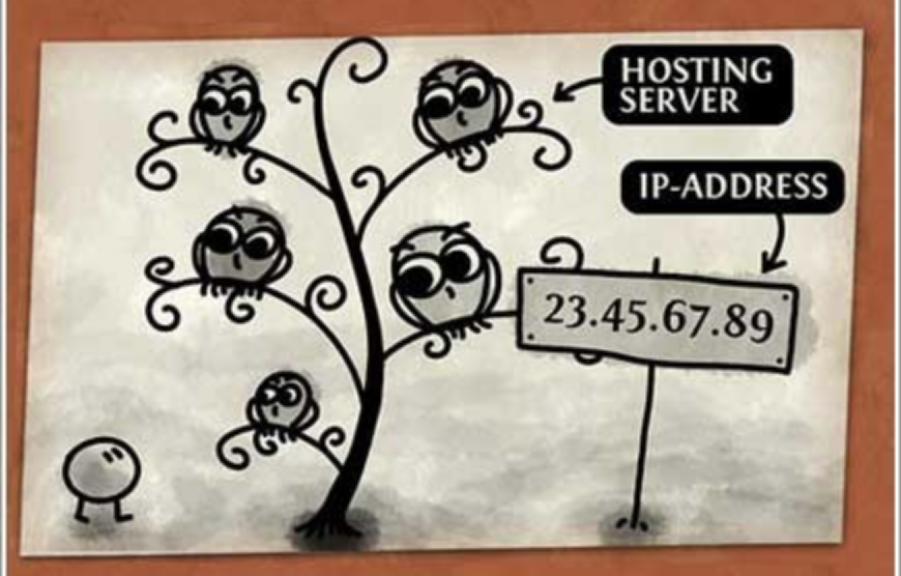 HOSTING
SERVER
IP-ADDRESS
23.45.67.89